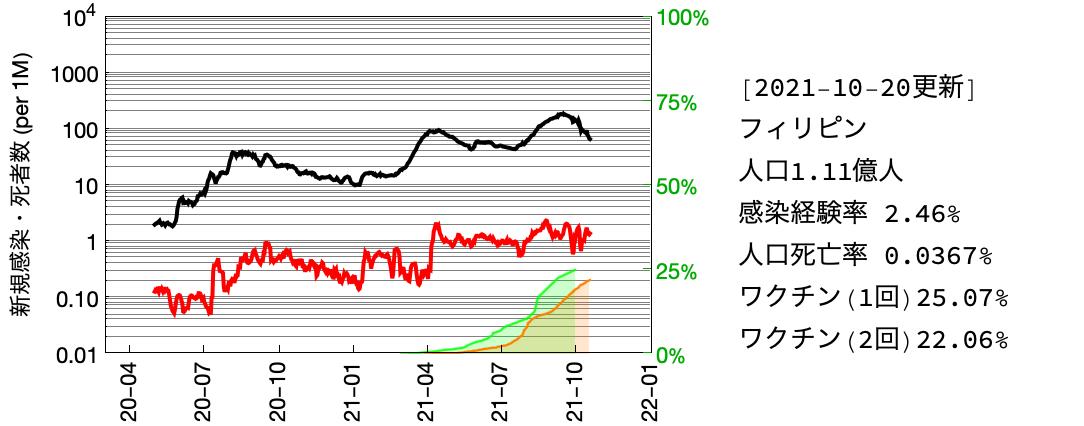 新規感染・死者数 (per 1M)
10^4
1000
100
10
1
0.10
0.01
100%
75%
50%
25%
0%
20-04
20-07
20-10
21-01
21-04
21-07
21-10
22-01
[2021-10-20更新]
フィリピン
人口1.11億人
感染経験率 2.46%
人口死亡率 0.0367%
ワクチン(1回)25.07%
ワクチン(2回)22.06%